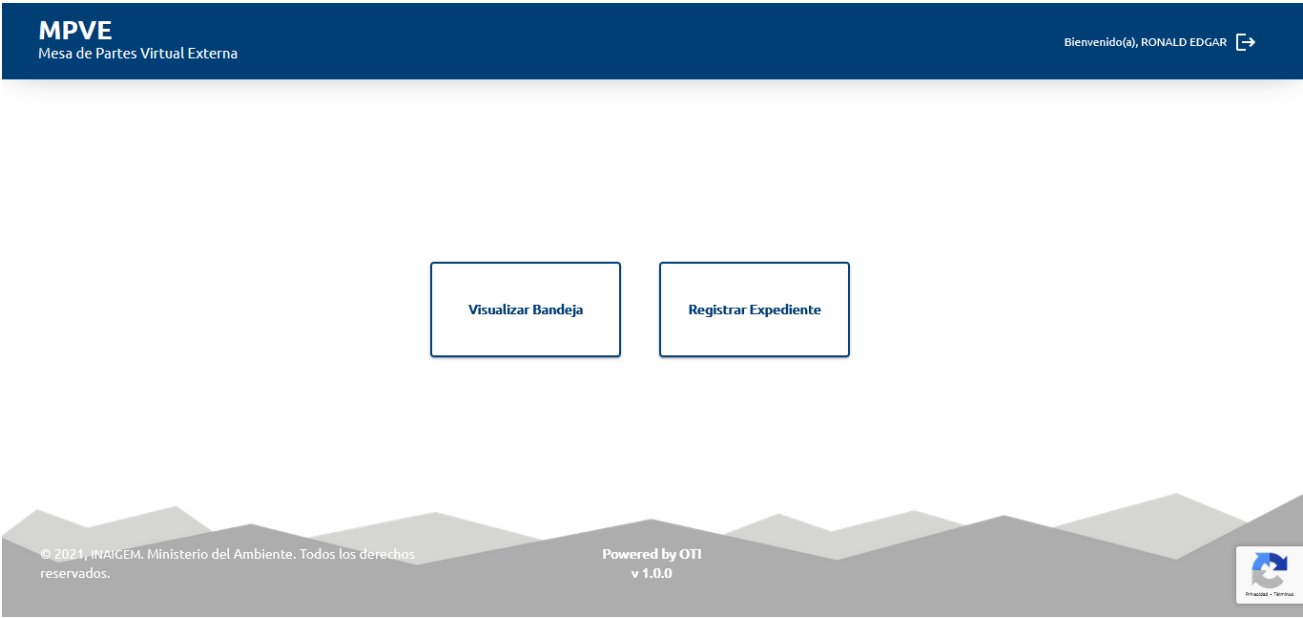 MPVE
Mesa de Partes Virtual Externa
Bienvenido(a), RONALD EDGAR
Visualizar Bandeja
Registrar Expediente
© 2021, INAIGEM. Ministerio del Ambiente. Todos los derechos
reservados.
Powered by OTI
v 1.0.0
Privacidad - Términos